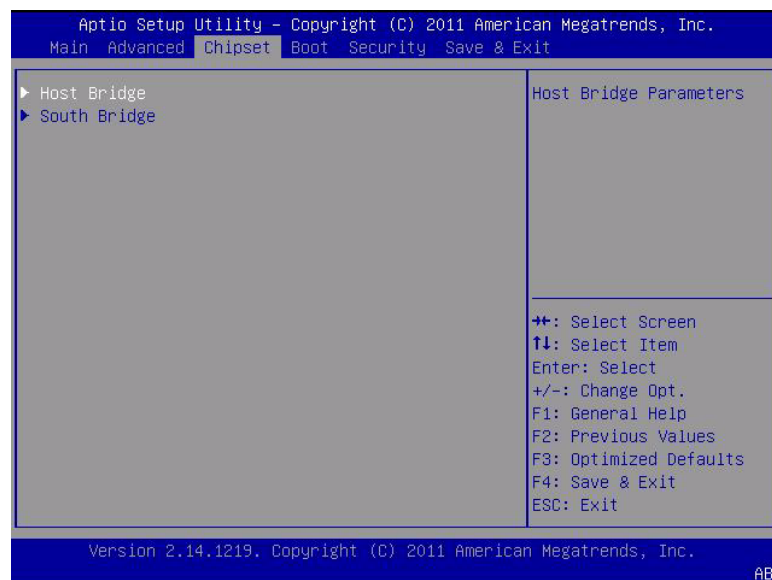 Aptio Setup Utility – Copyright (C) 2011 American Megatrends, Inc.
Main Advanced Chipset Boot Security Save & Exit
▶ Host Bridge
▶ South Bridge
Host Bridge Parameters
→←: Select Screen
↑↓: Select Item
Enter: Select
+/-: Change Opt.
F1: General Help
F2: Previous Values
F3: Optimized Defaults
F4: Save & Exit
ESC: Exit
Version 2.14.1219. Copyright (C) 2011 American Megatrends, Inc.
AB